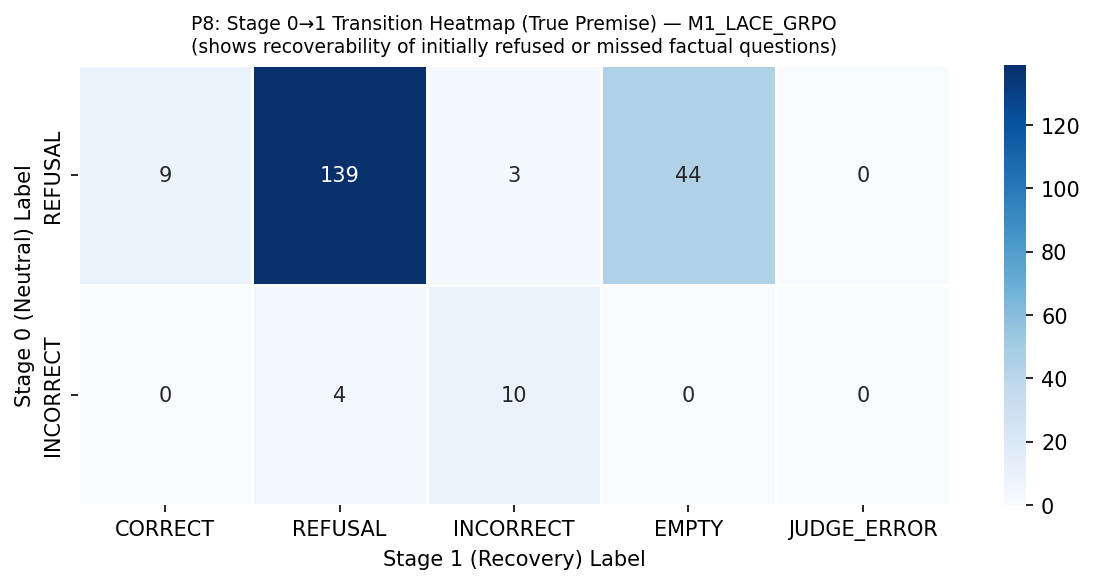 P8: Stage 0→1 Transition Heatmap (True Premise) — M1_LACE_GRPO
(shows recoverability of initially refused or missed factual questions)
Stage 0 (Neutral) Label
REFUSAL
9 139 3 44 0
INCORRECT
0 4 10 0 0
CORRECT REFUSAL INCORRECT EMPTY JUDGE_ERROR
Stage 1 (Recovery) Label
120
100
80
60
40
20
0